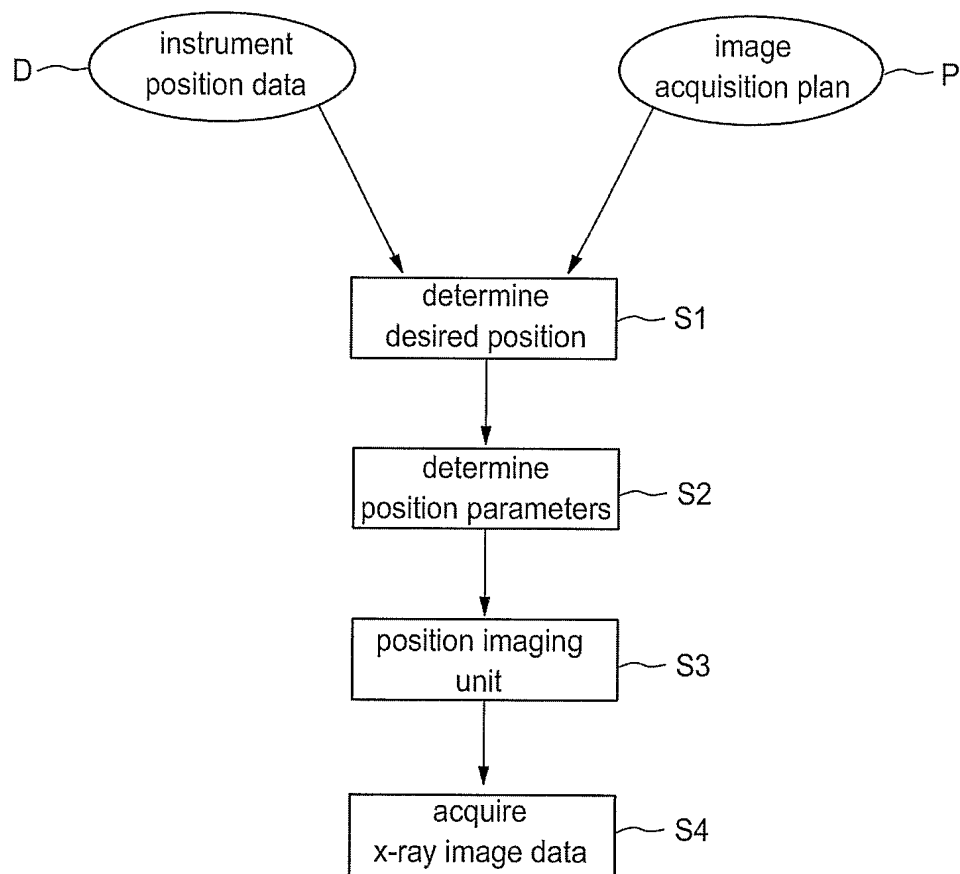 instrument
position data
D
image
acquisition plan
P
determine
desired position
S1
determine
position parameters
S2
position imaging
unit
S3
acquire
x-ray image data
S4